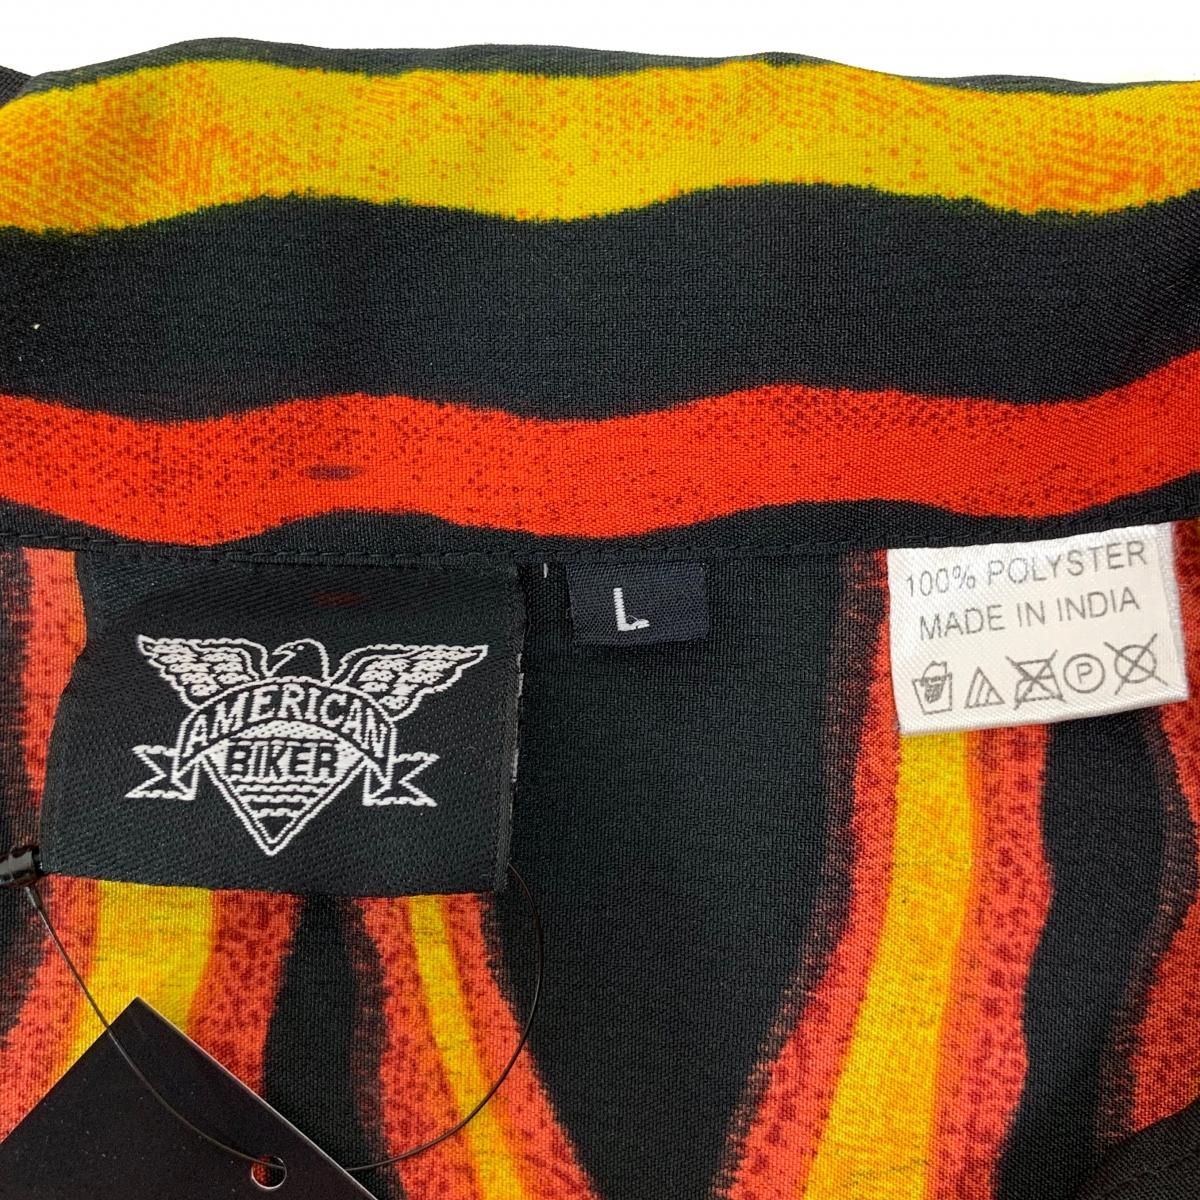 AMERICAN
BIKER
L
100% POLYSTER
MADE IN INDIA
P